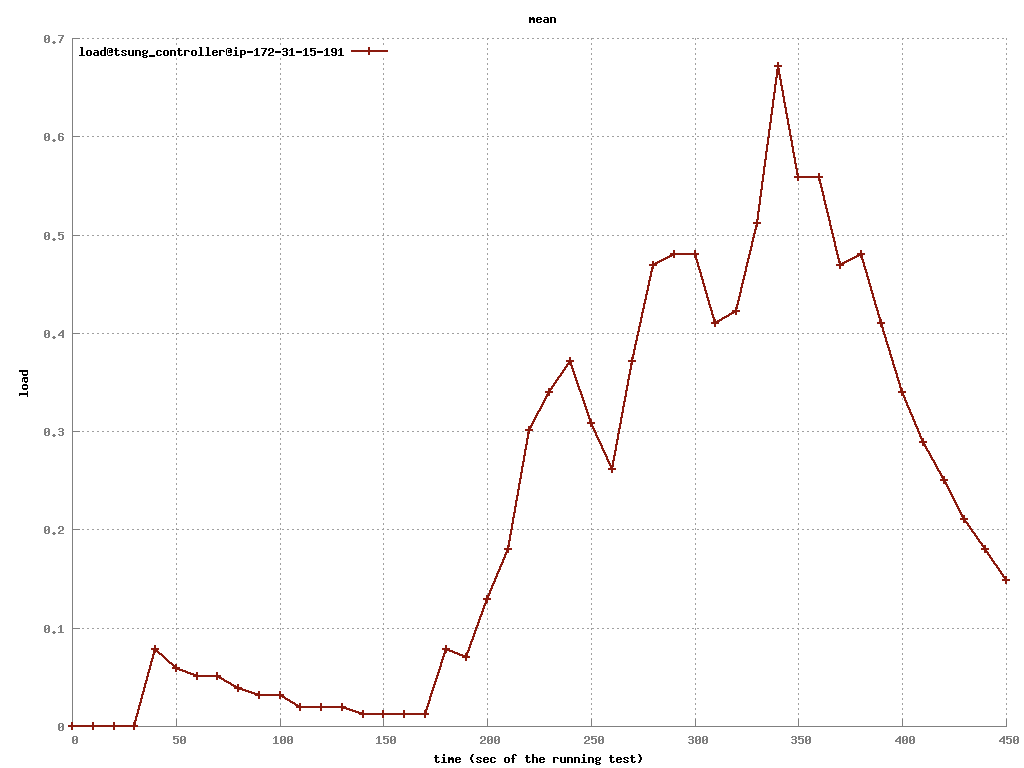 mean
0.7
load@tsung_controller@ip-172-31-15-191
0.6
0.5
0.4
load
0.3
0.2
0.1
0
0 50 100 150 200 250 300 350 400 450
time (sec of the running test)